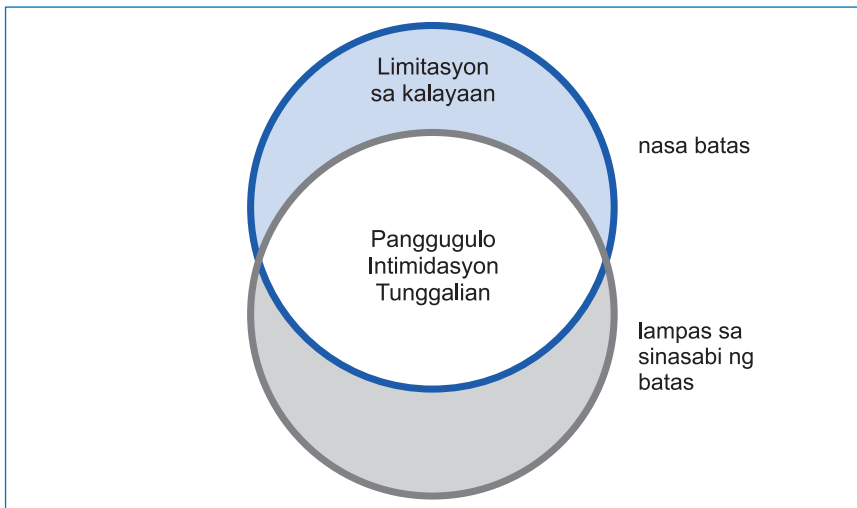 Limitasyon
sa kalayaan
nasa batas
Panggugulo
Intimidasyon
Tunggalian
lampas sa
sinasabi ng
batas